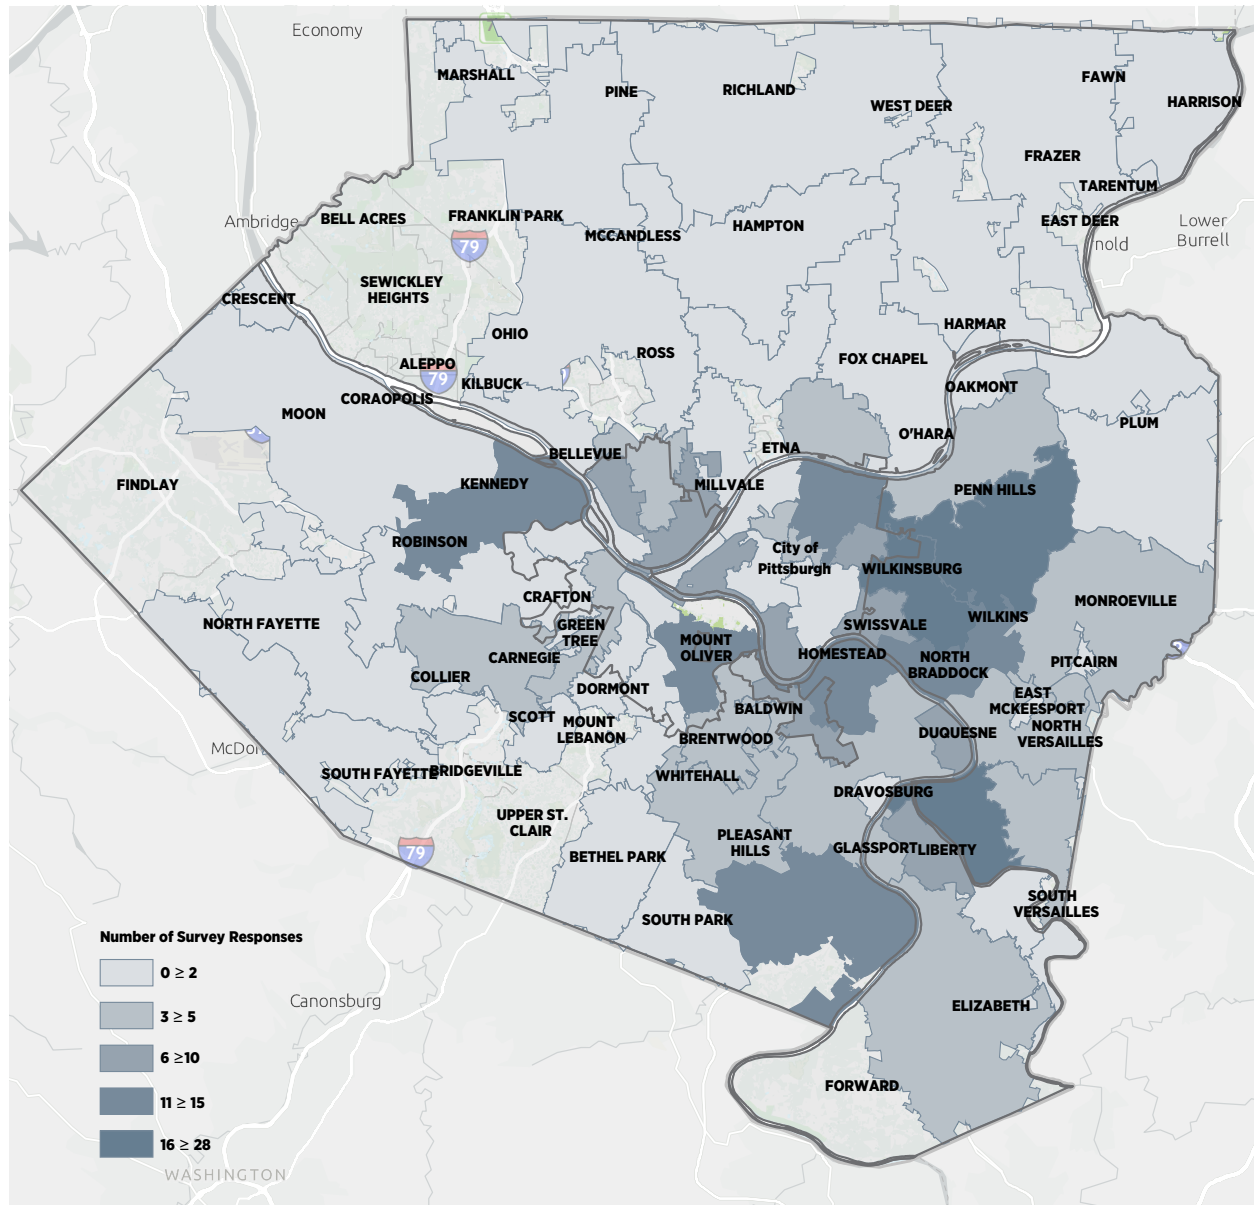 Economy
MARSHALL
PINE
RICHLAND
WEST DEER
FAWN
HARRISON
FRAZER
TARENTUM
EAST DEER
nold
Lower
Burrell
Ambridge
BELL ACRES
FRANKLIN PARK
79
MCCANDLESS
HAMPTON
SEWICKLEY
HEIGHTS
CRESCENT
OHIO
ROSS
HARMAR
FOX CHAPEL
ALEPPO
79
KILBUCK
OAKMONT
CORAOPOLIS
MOON
PLUM
O'HARA
ETNA
BELLEVUE
FINDLAY
KENNEDY
MILLVALE
PENN HILLS
ROBINSON
City of
Pittsburgh
WILKINSBURG
CRAFTON
MONROEVILLE
NORTH FAYETTE
GREEN
TREE
SWISSVALE
WILKINS
MOUNT
OLIVER
HOMESTEAD
NORTH
BRADDOCK
CARNEGIE
PITCAIRN
COLLIER
DORMONT
EAST
MCKEESPORT
BALDWIN
SCOTT
MOUNT
LEBANON
DUQUESNE
NORTH
VERSAILLES
BRENTWOOD
McDon
SOUTH FAYETTE
BRIDGEVILLE
WHITEHALL
DRAVOSBURG
UPPER ST.
CLAIR
PLEASANT
HILLS
79
BETHEL PARK
GLASSPORT
LIBERTY
SOUTH
VERSAILLES
SOUTH PARK
Number of Survey Responses
0 ≥ 2
3 ≥ 5
6 ≥10
11 ≥ 15
16 ≥ 28
Canonsburg
ELIZABETH
FORWARD
WASHINGTON